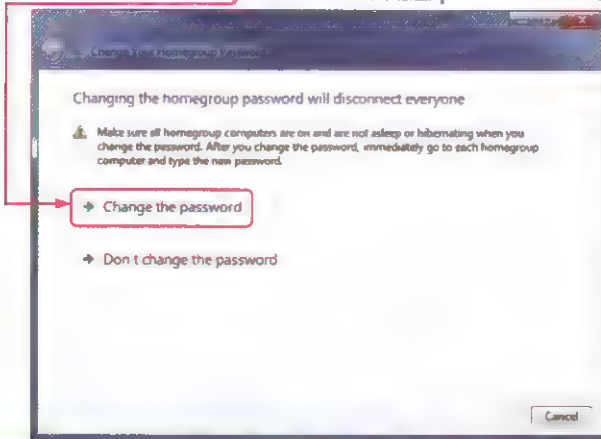 Change Your Homegroup Password
Changing the homegroup password will disconnect everyone
Make sure all homegroup computers are on and are not asleep or hibernating when you
change the password. After you change the password, immediately go to each homegroup
computer and type the new password.
Change the password
Don t change the password
Cancel